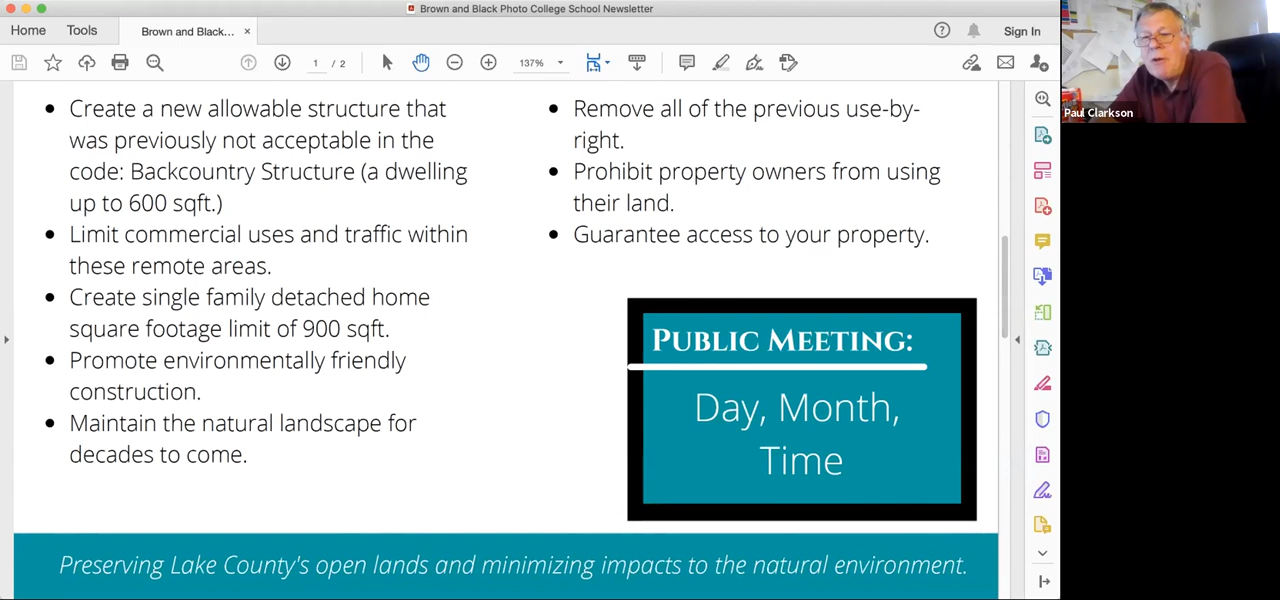 Brown and Black Photo College School Newsletter
Home
Tools
Brown and Black...
×
Sign In
1 / 2
137%
Paul Clarkson
• Create a new allowable structure that
was previously not acceptable in the
code: Backcountry Structure (a dwelling
up to 600 sqft.)
• Limit commercial uses and traffic within
these remote areas.
• Create single family detached home
square footage limit of 900 sqft.
• Promote environmentally friendly
construction.
• Maintain the natural landscape for
decades to come.
• Remove all of the previous use-by-
right.
• Prohibit property owners from using
their land.
• Guarantee access to your property.
PUBLIC MEETING:
Day, Month,
Time
Preserving Lake County's open lands and minimizing impacts to the natural environment.